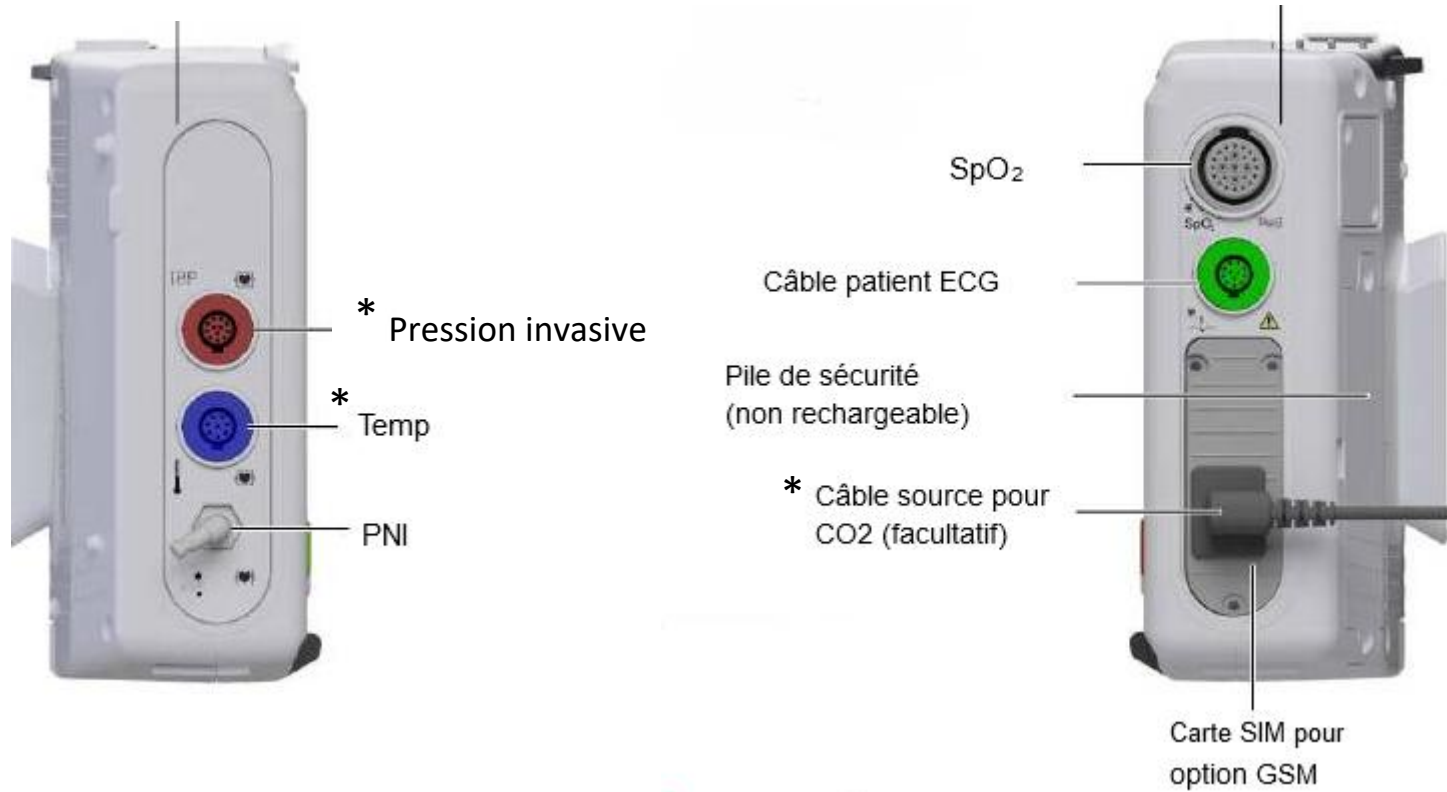 IBP
* Pression invasive
* Temp
PNI
SpO₂
SpO₂
Câble patient ECG
Pile de sécurité
(non rechargeable)
* Câble source pour
CO2 (facultatif)
Carte SIM pour
option GSM